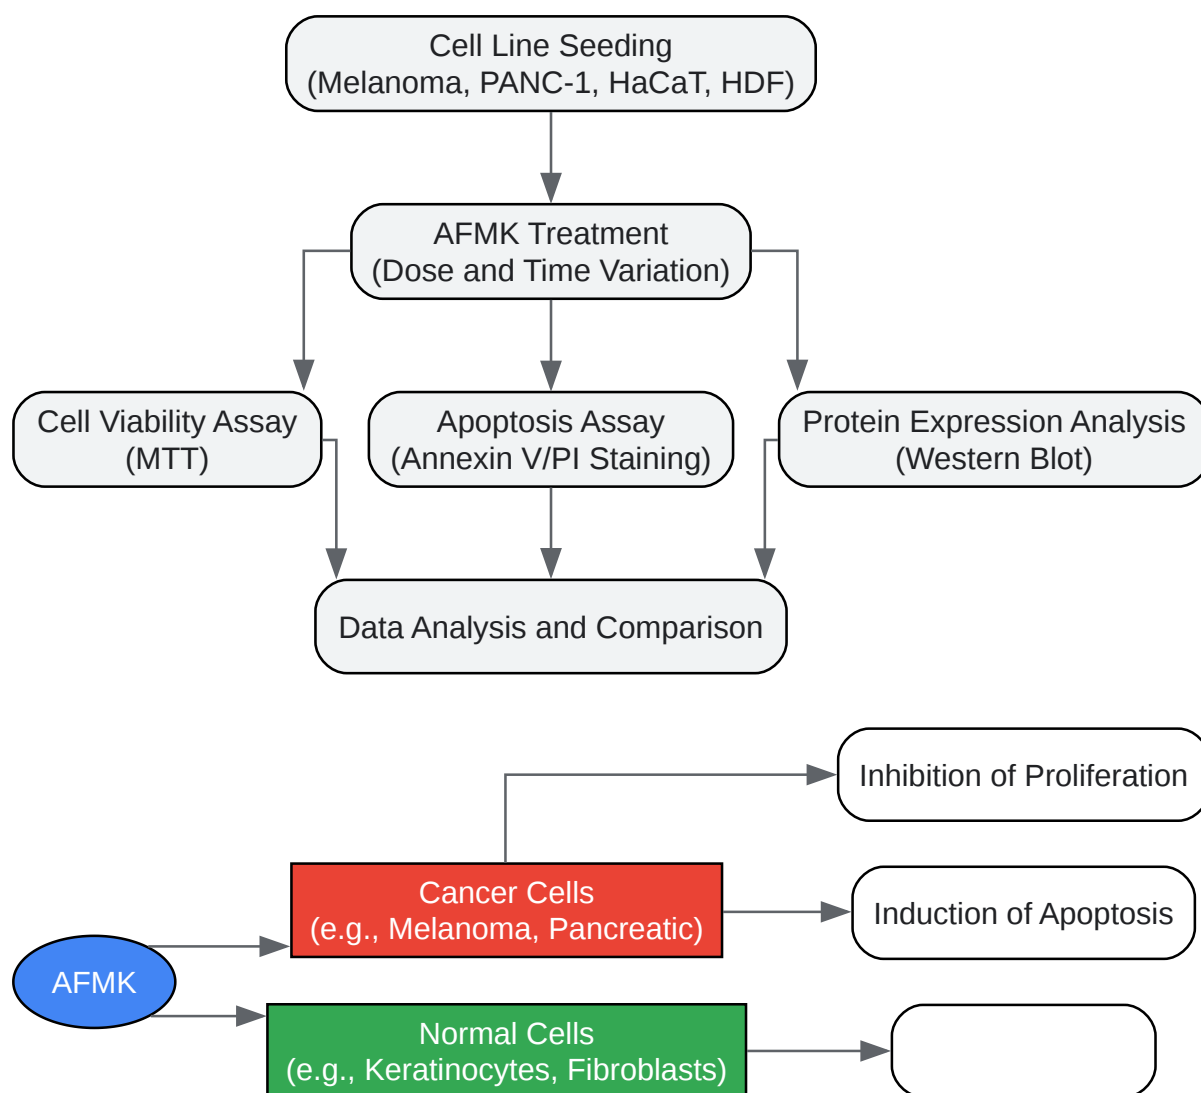 Cell Line Seeding
(Melanoma, PANC-1, HaCaT, HDF)
AFMK Treatment
(Dose and Time Variation)
Cell Viability Assay
(MTT)
Apoptosis Assay
(Annexin V/PI Staining)
Protein Expression Analysis
(Western Blot)
Data Analysis and Comparison
Inhibition of Proliferation
Cancer Cells
(e.g., Melanoma, Pancreatic)
Induction of Apoptosis
AFMK
Normal Cells
(e.g., Keratinocytes, Fibroblasts)